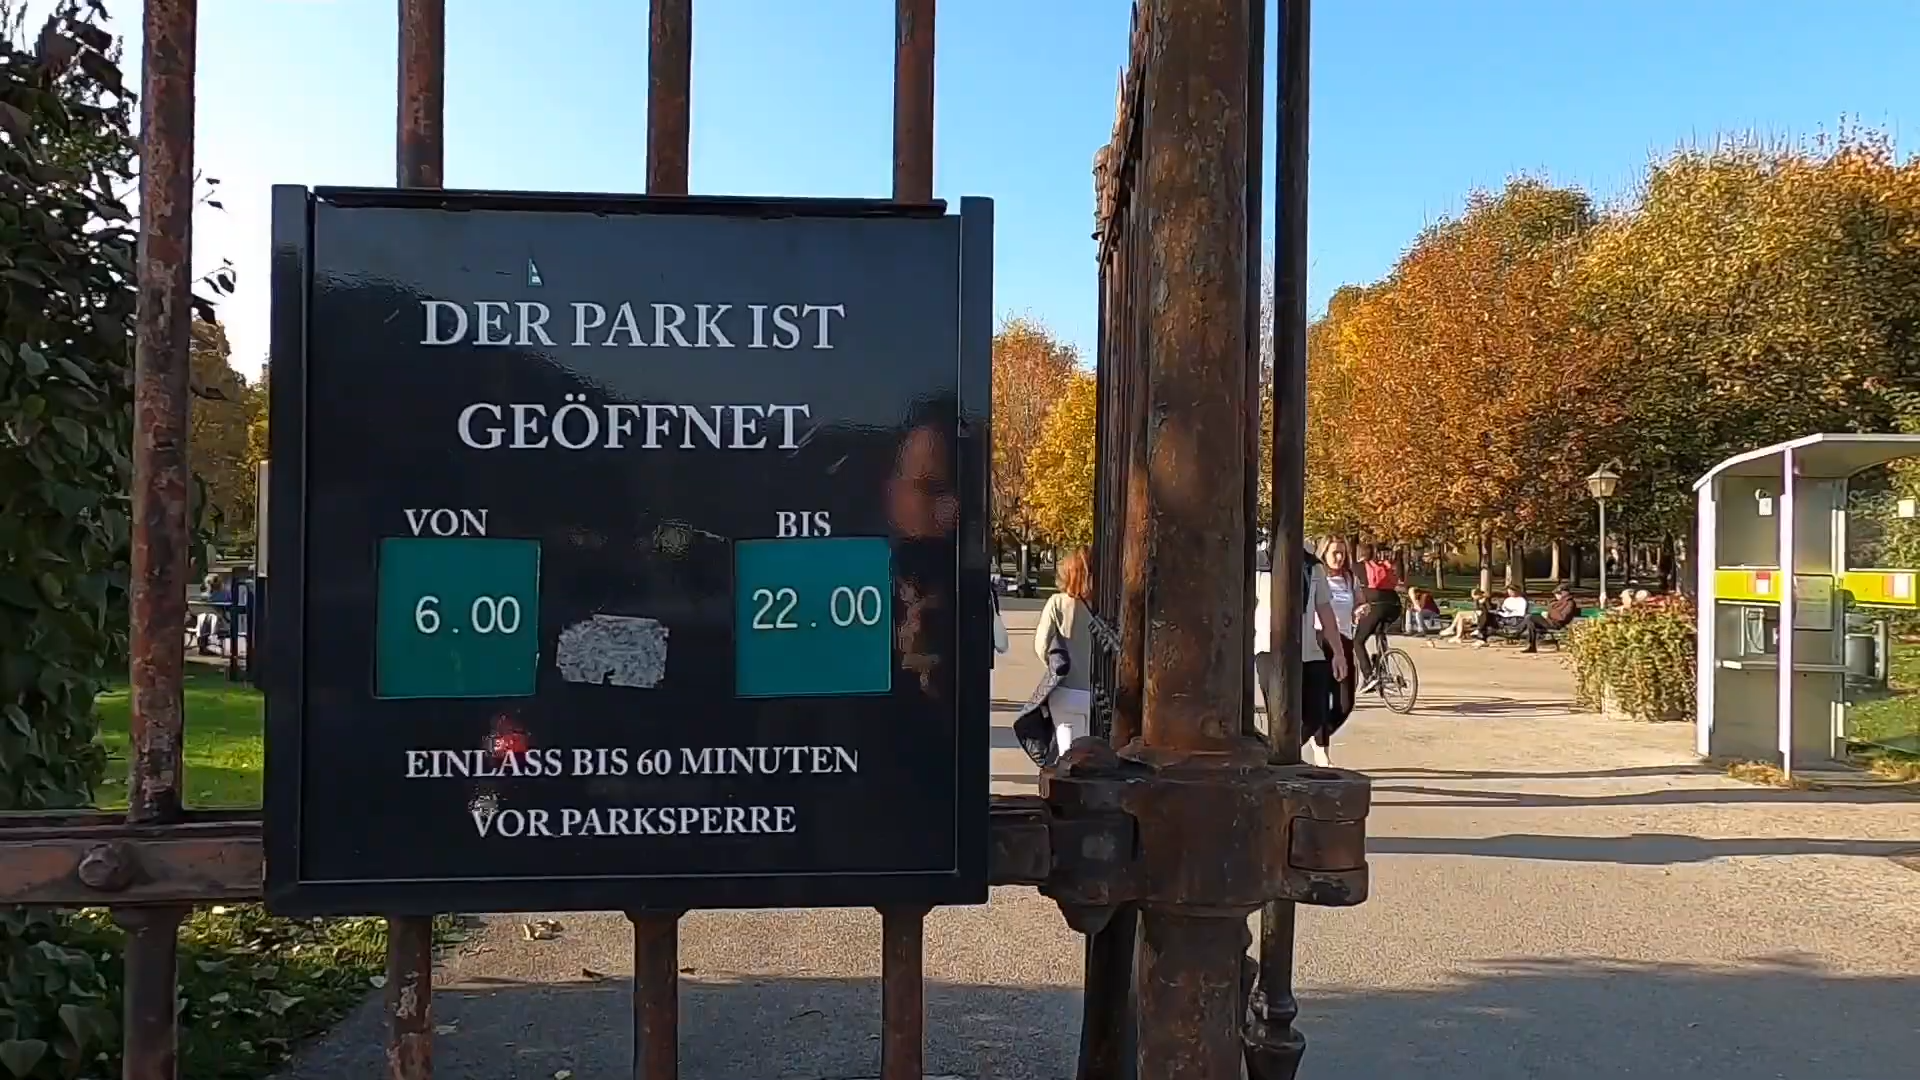 DER PARK IST
GEÖFFNET
VON BIS
6.00 22.00
EINLASS BIS 60 MINUTEN
VOR PARKSPERRE